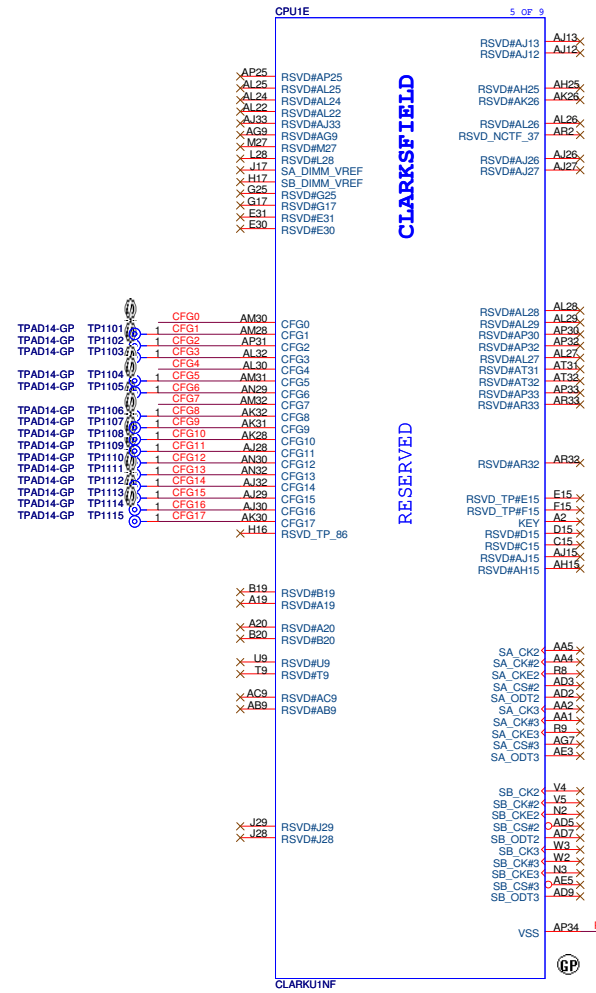 CPU1E 5 OF 9
CLARKSFIELD
RESERVED
AP25 RSVD#AP25
AL25 RSVD#AL25
AL24 RSVD#AL24
AL22 RSVD#AL22
AJ33 RSVD#AJ33
AG9 RSVD#AG9
M27 RSVD#M27
L28 RSVD#L28
J17 SA_DIMM_VREF
H17 SB_DIMM_VREF
G25 RSVD#G25
G17 RSVD#G17
E31 RSVD#E31
E30 RSVD#E30
CFG0 AM30 CFG0
TPAD14-GP TP1101 1 CFG1 AM28 CFG1
TPAD14-GP TP1102 1 CFG2 AP31 CFG2
TPAD14-GP TP1103 1 CFG3 AL32 CFG3
CFG4 AL30 CFG4
TPAD14-GP TP1104 1 CFG5 AM31 CFG5
TPAD14-GP TP1105 1 CFG6 AN29 CFG6
CFG7 AM32 CFG7
TPAD14-GP TP1106 1 CFG8 AK32 CFG8
TPAD14-GP TP1107 1 CFG9 AK31 CFG9
TPAD14-GP TP1108 1 CFG10 AK28 CFG10
TPAD14-GP TP1109 1 CFG11 AJ28 CFG11
TPAD14-GP TP1110 1 CFG12 AN30 CFG12
TPAD14-GP TP1111 1 CFG13 AN32 CFG13
TPAD14-GP TP1112 1 CFG14 AJ32 CFG14
TPAD14-GP TP1113 1 CFG15 AJ29 CFG15
TPAD14-GP TP1114 1 CFG16 AJ30 CFG16
TPAD14-GP TP1115 1 CFG17 AK30 CFG17
H16 RSVD_TP_86
B19 RSVD#B19
A19 RSVD#A19
A20 RSVD#A20
B20 RSVD#B20
U9 RSVD#U9
T9 RSVD#T9
AC9 RSVD#AC9
AB9 RSVD#AB9
J29 RSVD#J29
J28 RSVD#J28
RSVD#AJ13 AJ13
RSVD#AJ12 AJ12
RSVD#AH25 AH25
RSVD#AK26 AK26
RSVD#AL26 AL26
RSVD_NCTF_37 AR2
RSVD#AJ26 AJ26
RSVD#AJ27 AJ27
RSVD#AL28 AL28
RSVD#AL29 AL29
RSVD#AP30 AP30
RSVD#AP32 AP32
RSVD#AL27 AL27
RSVD#AT31 AT31
RSVD#AT32 AT32
RSVD#AP33 AP33
RSVD#AR33 AR33
RSVD#AR32 AR32
RSVD_TP#E15 E15
RSVD_TP#F15 F15
KEY A2
RSVD#D15 D15
RSVD#C15 C15
RSVD#AJ15 AJ15
RSVD#AH15 AH15
SA_CK2 AA5
SA_CK#2 AA4
SA_CKE2 R8
SA_CS#2 AD3
SA_ODT2 AD2
SA_CK3 AA2
SA_CK#3 AA1
SA_CKE3 R9
SA_CS#3 AG7
SA_ODT3 AE3
SB_CK2 V4
SB_CK#2 V5
SB_CKE2 N2
SB_CS#2 AD5
SB_ODT2 AD7
SB_CK3 W3
SB_CK#3 W2
SB_CKE3 N3
SB_CS#3 AE5
SB_ODT3 AD9
VSS AP34
GP
CLARKU1NF